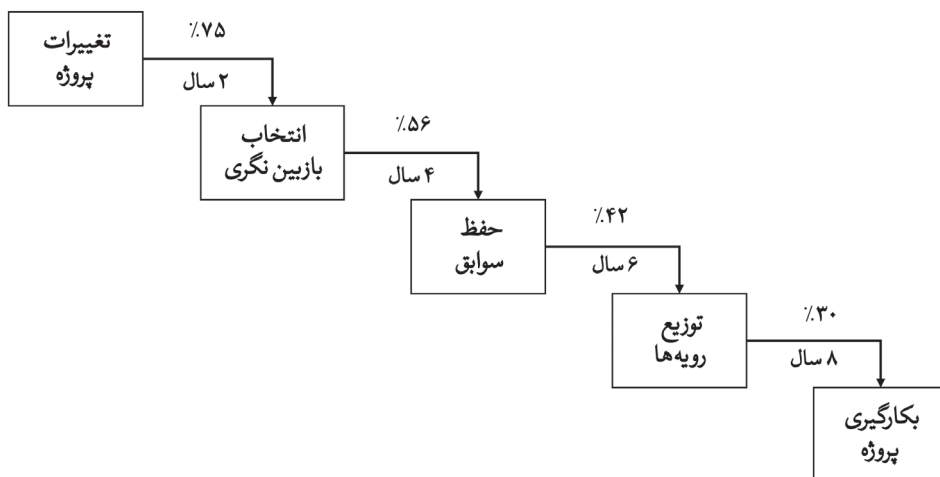 تغییرات
پروژه
٪۷۵
۲ سال
انتخاب
بازبین نگری
٪۵۶
۴ سال
حفظ
سوابق
٪۴۲
۶ سال
توزیع
رویه‌ها
٪۳۰
۸ سال
بکارگیری
پروژه